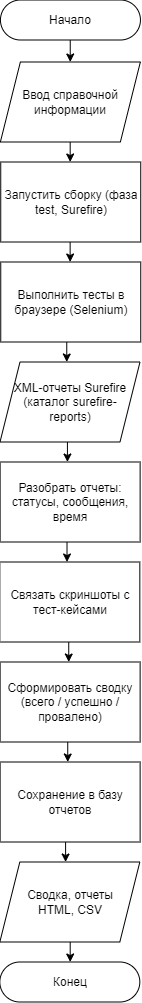 Начало
Ввод справочной
информации
Запустить сборку (фаза
test, Surefire)
Выполнить тесты в
браузере (Selenium)
XML-отчеты Surefire
(каталог surefire-
reports)
Разобрать отчеты:
статусы, сообщения,
время
Связать скриншоты с
тест-кейсами
Сформировать сводку
(всего / успешно /
провалено)
Сохранение в базу
отчетов
Сводка, отчеты
HTML, CSV
Конец